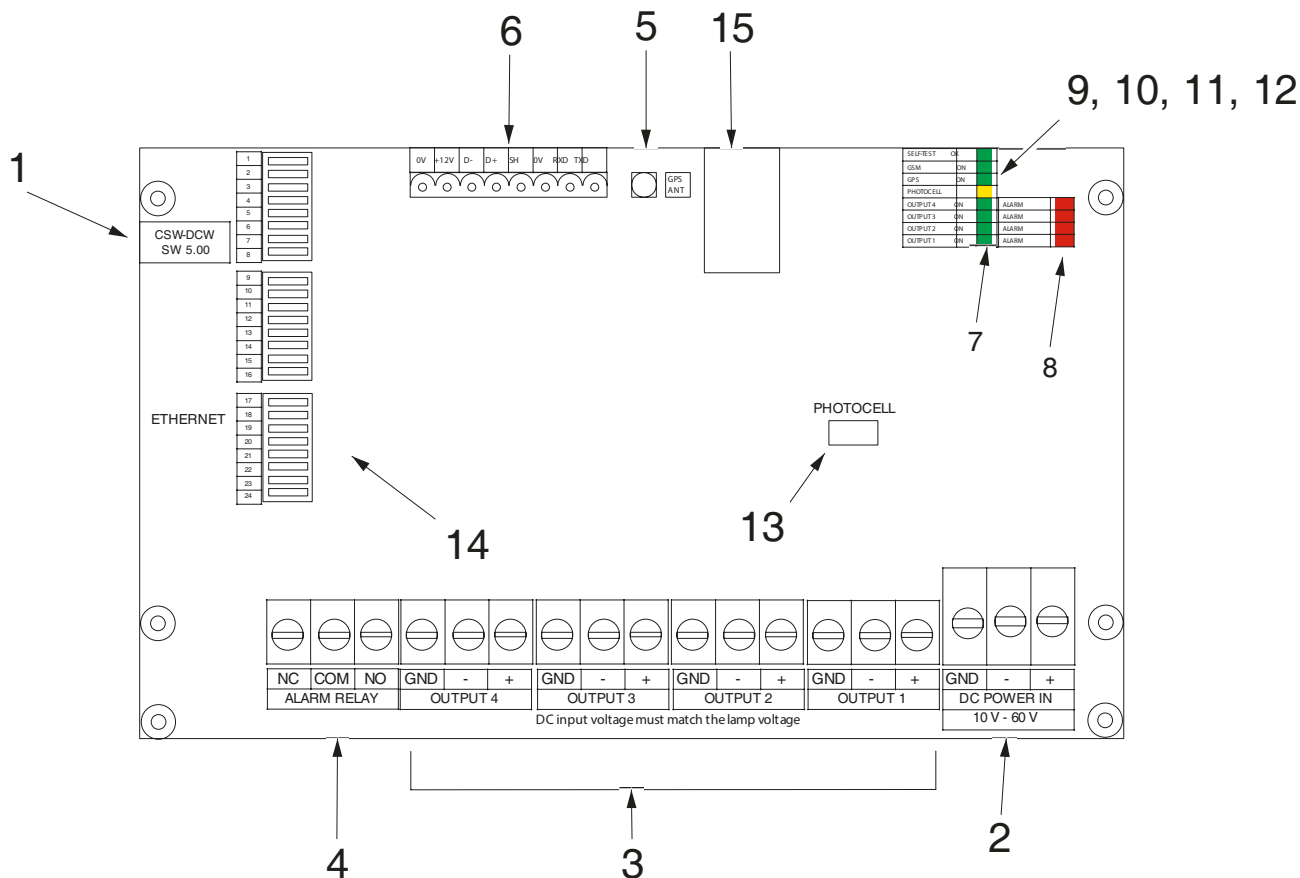 6 5 15
9, 10, 11, 12
1
0V +12V D- D+ SH 0V RXD TXD
GPS
ANT
SELF-TEST OK
GSM ON
GPS ON
PHOTOCELL
OUTPUT 4 ON ALARM
OUTPUT 3 ON ALARM
OUTPUT 2 ON ALARM
OUTPUT 1 ON ALARM
CSW-DCW
SW 5.00
1
2
3
4
5
6
7
8
9
10
11
12
13
14
15
16
7
8
ETHERNET
17
18
19
20
21
22
23
24
PHOTOCELL
14
13
NC COM NO GND - + GND - + GND - + GND - + GND - +
ALARM RELAY OUTPUT 4 OUTPUT 3 OUTPUT 2 OUTPUT 1 DC POWER IN
DC input voltage must match the lamp voltage
10 V - 60 V
4 3 2